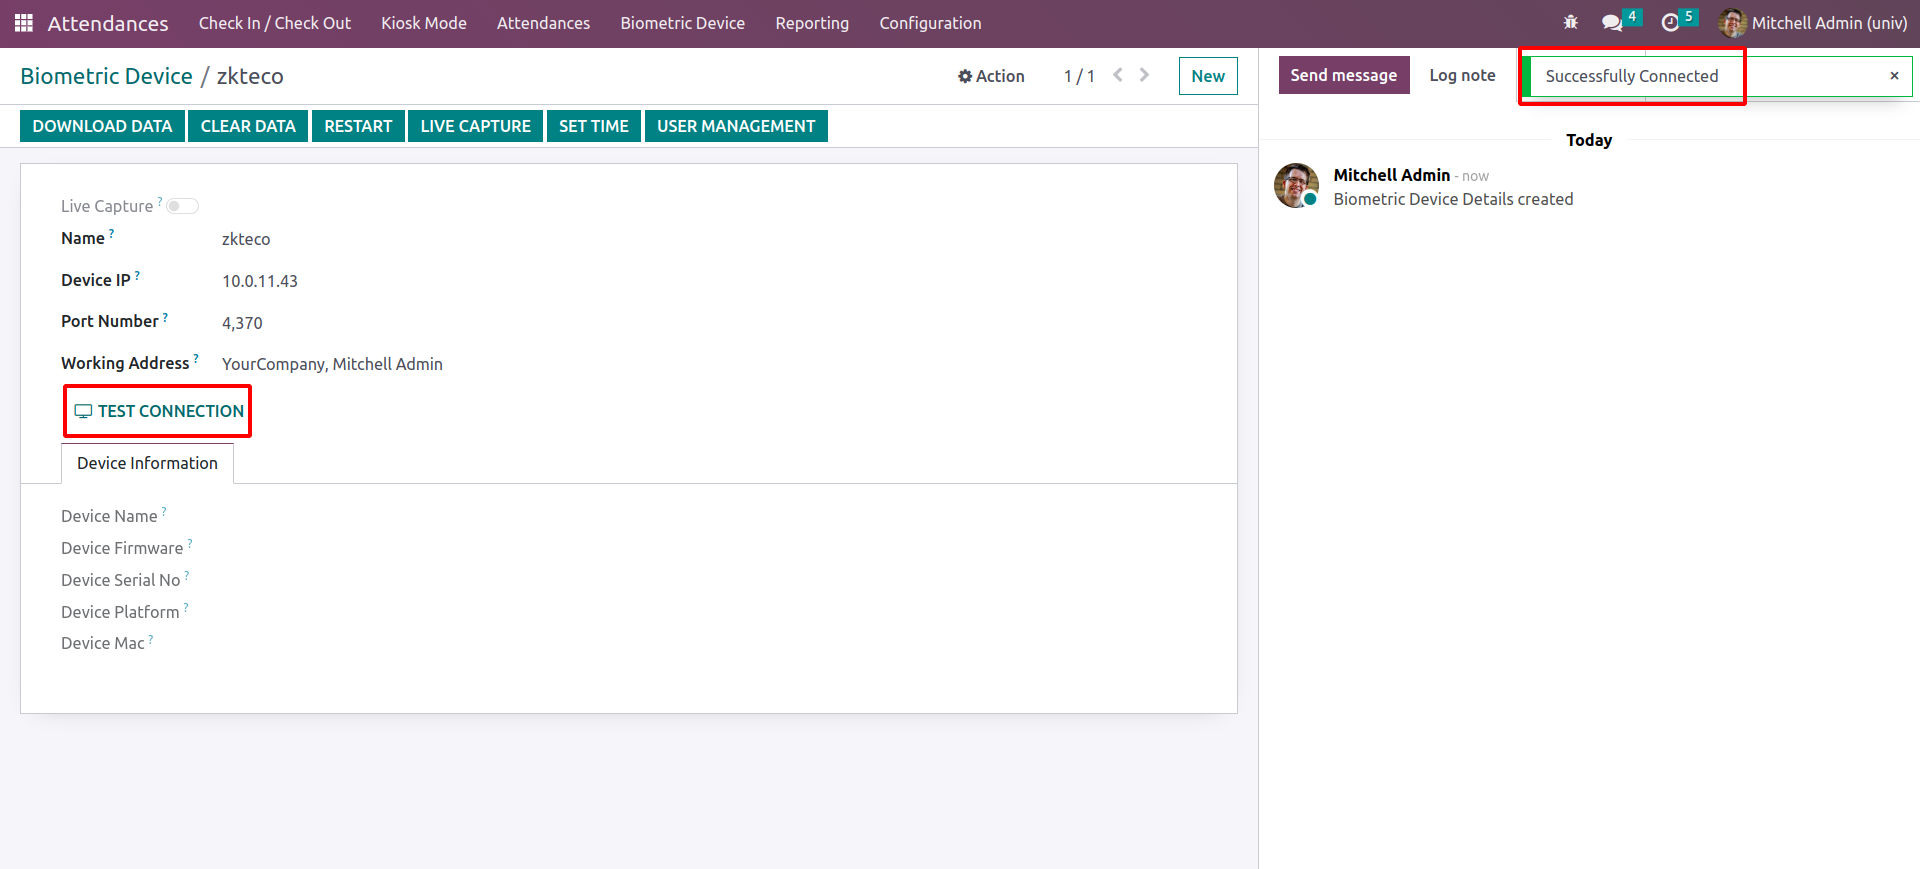 Attendances Check In / Check Out Kiosk Mode Attendances Biometric Device Reporting Configuration 4 5 Mitchell Admin (univ)
Biometric Device / zkteco Action 1 / 1 New Send message Log note Successfully Connected ×
DOWNLOAD DATA CLEAR DATA RESTART LIVE CAPTURE SET TIME USER MANAGEMENT
Today
Mitchell Admin - now
Biometric Device Details created
Live Capture ?
Name ? zkteco
Device IP ? 10.0.11.43
Port Number ? 4,370
Working Address ? YourCompany, Mitchell Admin
TEST CONNECTION
Device Information
Device Name ?
Device Firmware ?
Device Serial No ?
Device Platform ?
Device Mac ?